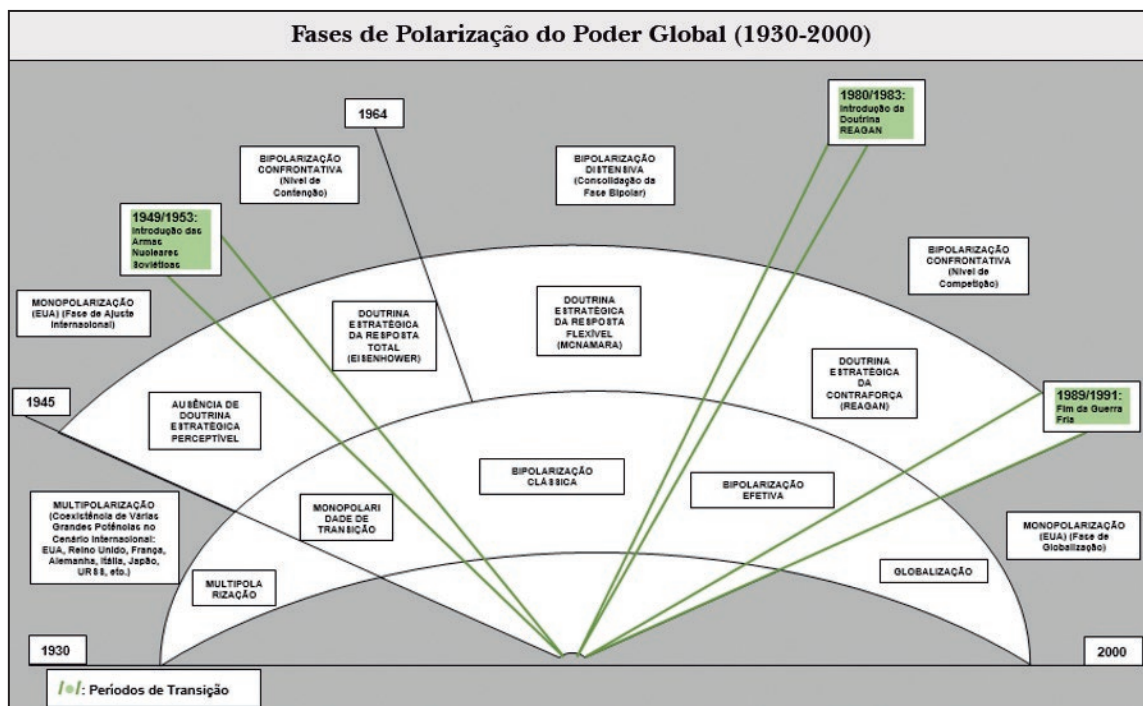 Fases de Polarização do Poder Global (1930-2000)
1980/1983:
Introdução da
Doutrina
REAGAN
1964
BIPOLARIZAÇÃO
CONFRONTATIVA
(Nível de
Contenção)
BIPOLARIZAÇÃO
DISTENSIVA
(Consolidação da
Fase Bipolar)
1949/1953:
Introdução das
Armas
Nucleares
Soviéticas
BIPOLARIZAÇÃO
CONFRONTATIVA
(Nível de
Competição)
MONOPOLARIZAÇÃO
(EUA) (Fase de Ajuste
Internacional)
DOUTRINA
ESTRATÉGICA
DA RESPOSTA
TOTAL
(EISENHOWER)
DOUTRINA
ESTRATÉGICA
DA RESPOSTA
FLEXÍVEL
(MCNAMARA)
DOUTRINA
ESTRATÉGICA
DA
CONTRAFORÇA
(REAGAN)
1945
AUSÊNCIA DE
DOUTRINA
ESTRATÉGICA
PERCEPTÍVEL
1989/1991:
Fim da Guerra
Fria
BIPOLARIZAÇÃO
CLÁSSICA
BIPOLARIZAÇÃO
EFETIVA
MULTIPOLARIZAÇÃO
(Coexistência de Várias
Grandes Potências no
Cenário Internacional:
EUA, Reino Unido, França,
Alemanha, Itália, Japão,
URSS, etc.)
MONOPOLARI
DADE DE
TRANSIÇÃO
MONOPOLARIZAÇÃO
(EUA) (Fase de
Globalização)
MULTIPOLA
RIZAÇÃO
GLOBALIZAÇÃO
1930
2000
/●/: Períodos de Transição